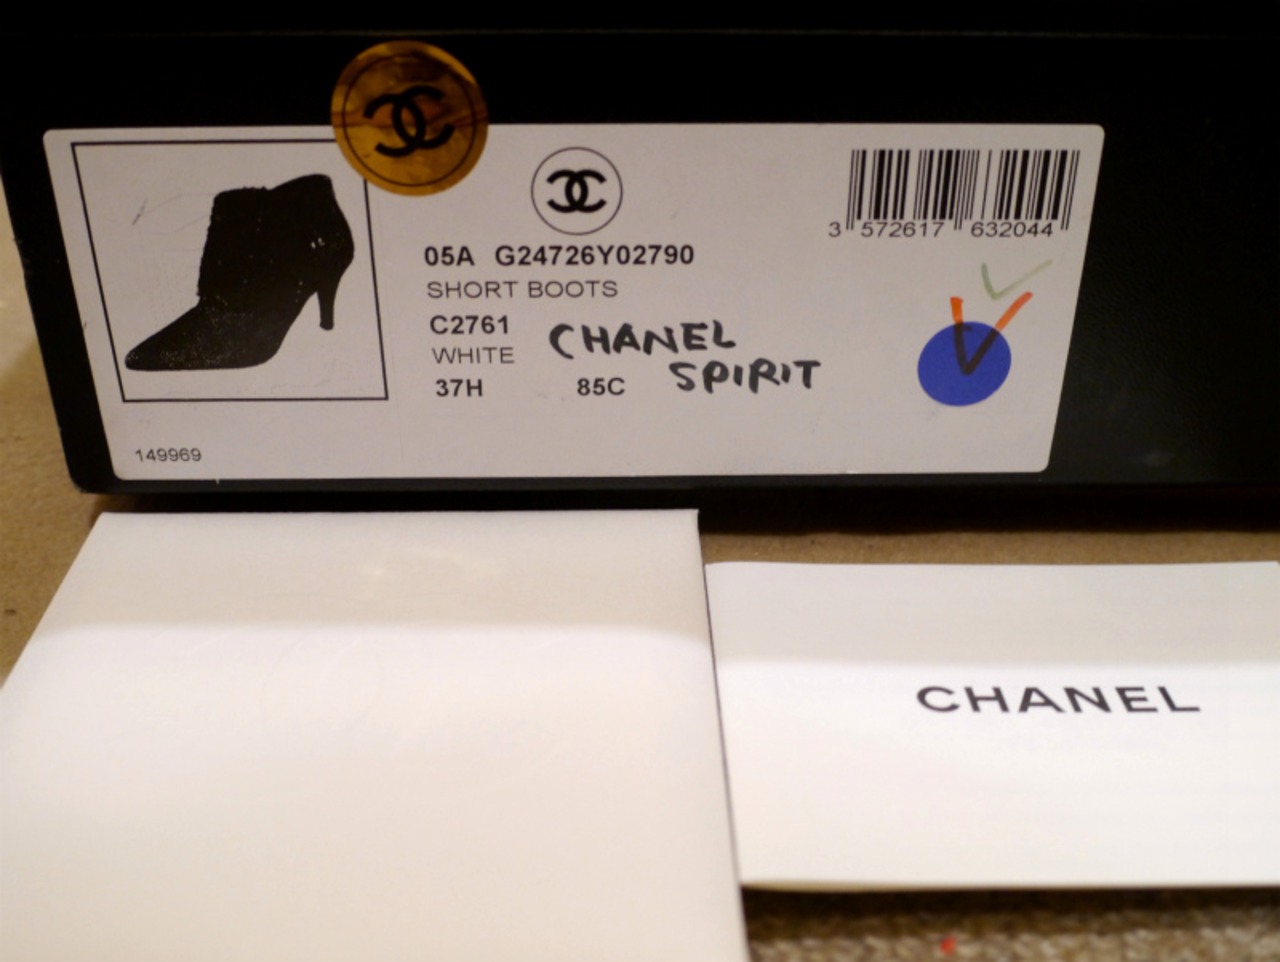 05A G24726Y02790
SHORT BOOTS
C2761
WHITE
37H 85C
CHANEL
SPIRIT
3 572617 632044
149969
CHANEL